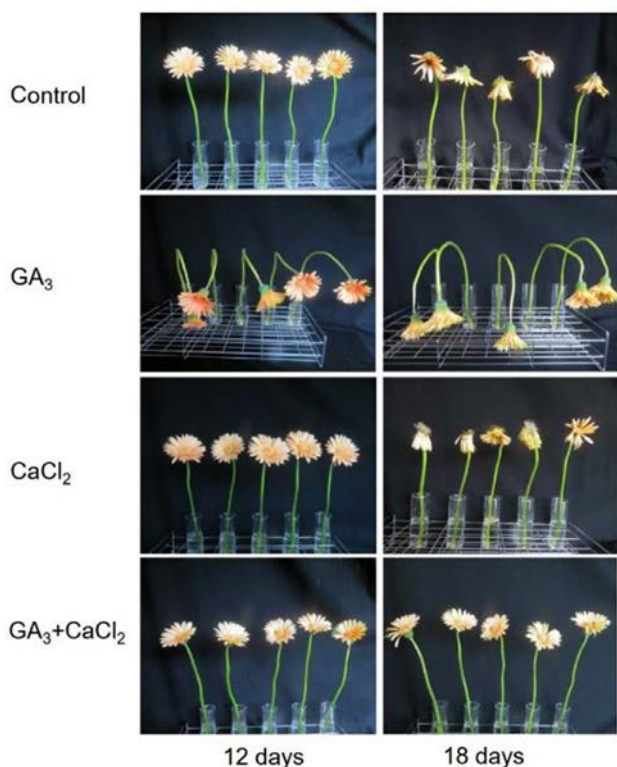 Control
GA₃
CaCl₂
GA₃+CaCl₂
12 days
18 days